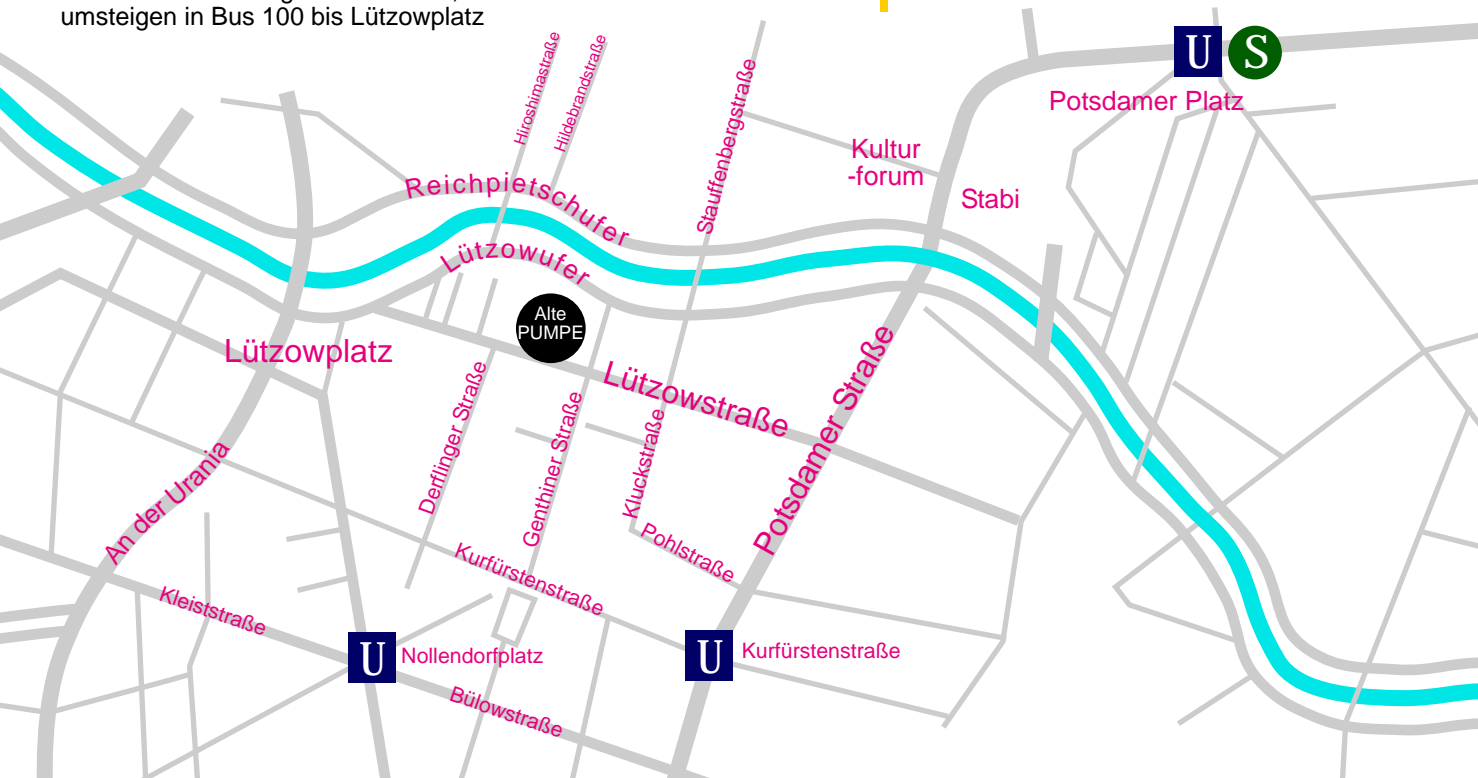 umsteigen in Bus 100 bis Lützowplatz
Hiroshimastraße
Hildebrandstraße
Stauffenbergstraße
U
S
Potsdamer Platz
Kultur
-forum
Stabi
Reichpietschufer
Lützowufer
Alte
PUMPE
Lützowplatz
Lützowstraße
Potsdamer Straße
Derfflinger Straße
Genthiner Straße
Kluckstraße
An der Urania
Pohlstraße
Kurfürstenstraße
Kleiststraße
U
Nollendorfplatz
U
Kurfürstenstraße
Bülowstraße